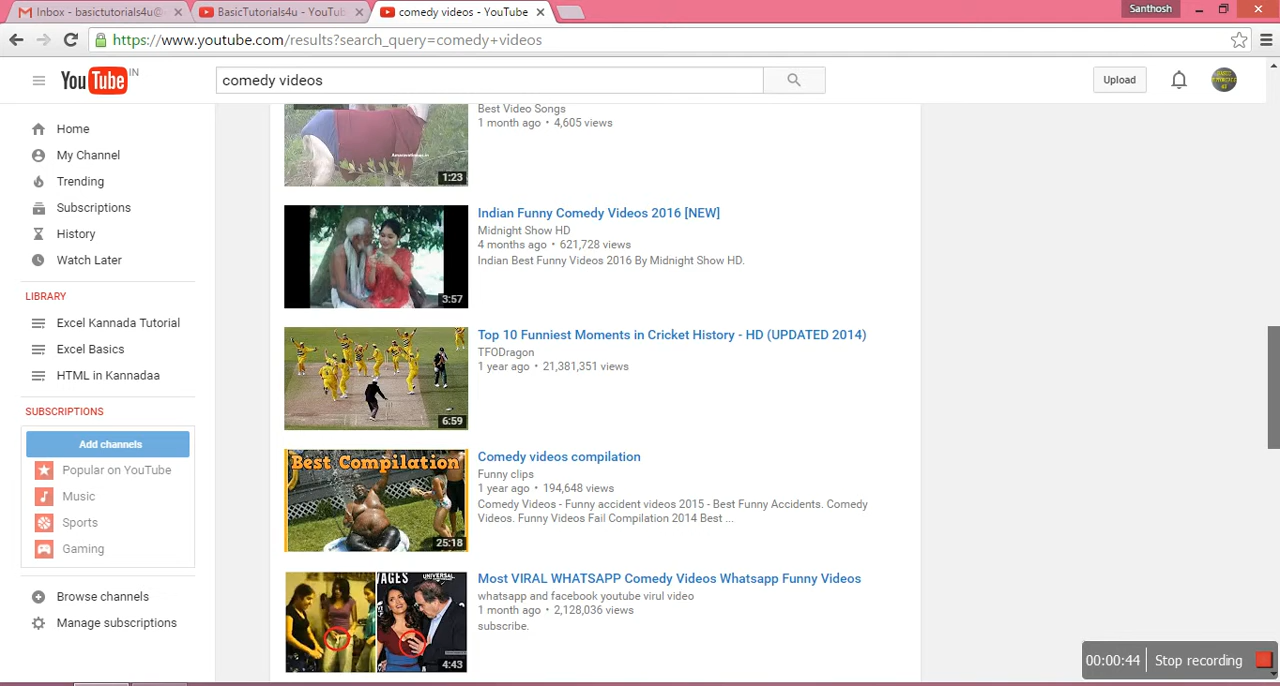 Inbox - basictutorials4u@
BasicTutorials4u - YouTub
comedy videos - YouTube
Santhosh
https://www.youtube.com/results?search_query=comedy+videos
YouTube IN
comedy videos
Upload
Home
My Channel
Trending
Subscriptions
History
Watch Later
LIBRARY
Excel Kannada Tutorial
Excel Basics
HTML in Kannadaa
SUBSCRIPTIONS
Add channels
Popular on YouTube
Music
Sports
Gaming
Browse channels
Manage subscriptions
Best Video Songs
1 month ago • 4,605 views
1:23
Indian Funny Comedy Videos 2016 [NEW]
Midnight Show HD
4 months ago • 621,728 views
Indian Best Funny Videos 2016 By Midnight Show HD.
3:57
Top 10 Funniest Moments in Cricket History - HD (UPDATED 2014)
TFODragon
1 year ago • 21,381,351 views
6:59
Best Compilation
Comedy videos compilation
Funny clips
1 year ago • 194,648 views
Comedy Videos - Funny accident videos 2015 - Best Funny Accidents. Comedy
Videos. Funny Videos Fail Compilation 2014 Best ...
25:18
Most VIRAL WHATSAPP Comedy Videos Whatsapp Funny Videos
whatsapp and facebook youtube virul video
1 month ago • 2,128,036 views
subscribe.
4:43
00:00:44
Stop recording